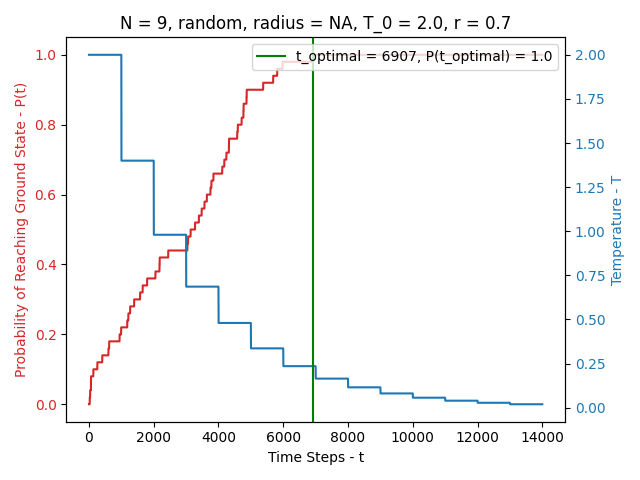 N = 9, random, radius = NA, T_0 = 2.0, r = 0.7
t_optimal = 6907, P(t_optimal) = 1.0
Probability of Reaching Ground State - P(t)
1.0
0.8
0.6
0.4
0.2
0.0
2.00
1.75
1.50
1.25
1.00
0.75
0.50
0.25
0.00
Temperature - T
0 2000 4000 6000 8000 10000 12000 14000
Time Steps - t